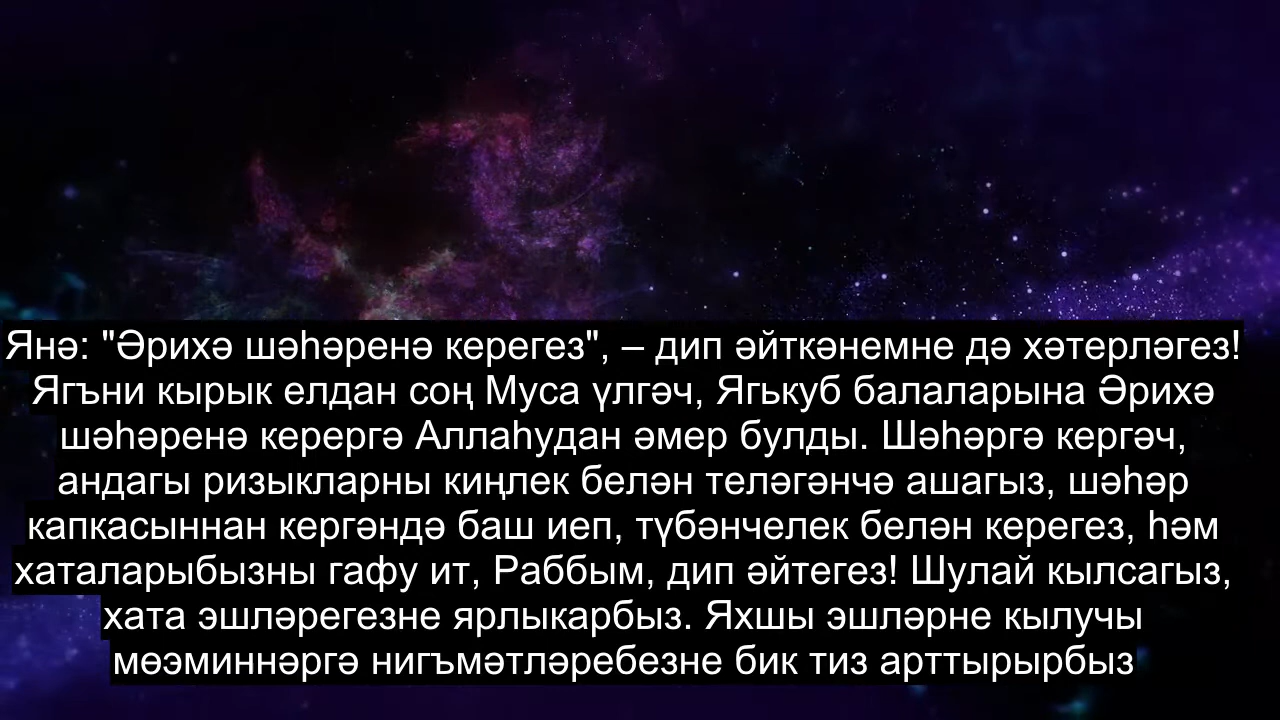 Янә: "Әрихә шәһәренә керегез", – дип әйткәнемне дә хәтерләгез!
Ягъни кырык елдан соң Муса үлгәч, Ягькуб балаларына Әрихә
шәһәренә керергә Аллаһудан әмер булды. Шәһәргә кергәч,
андагы ризыкларны киңлек белән теләгәнчә ашагыз, шәһәр
капкасыннан кергәндә баш иеп, түбәнчелек белән керегез, һәм
хаталарыбызны гафу ит, Раббым, дип әйтегез! Шулай кылсагыз,
хата эшләрегезне ярлыкарбыз. Яхшы эшләрне кылучы
мөэминнәргә нигъмәтләребезне бик тиз арттырырбыз